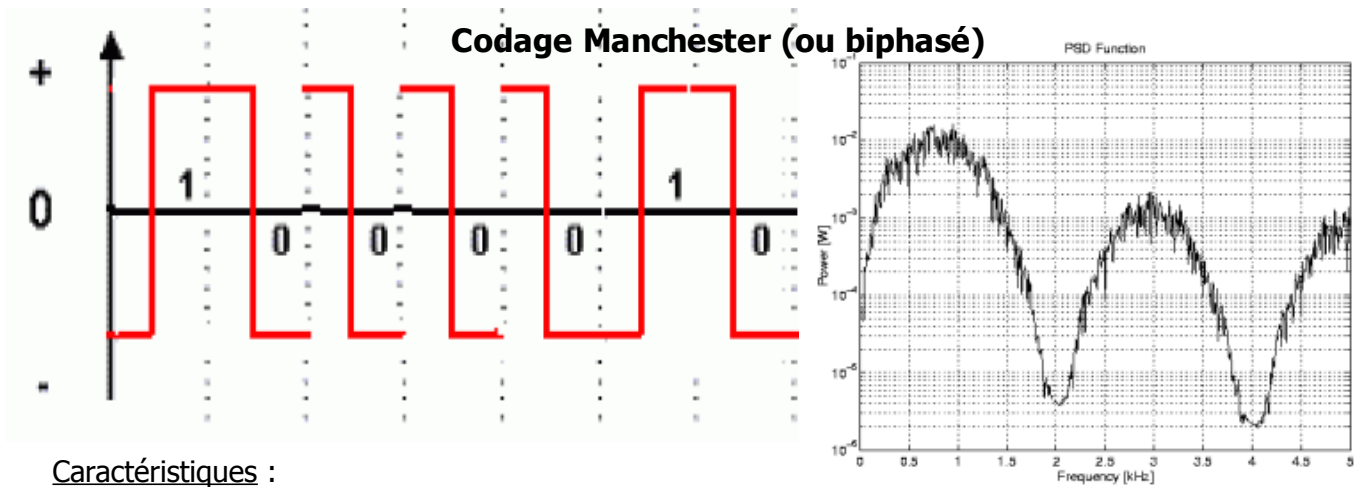 Codage Manchester (ou biphasé)
+
0
-
1
0
0
0
0
1
0
PSD Function
Power [W]
10⁻¹
10⁻²
10⁻³
10⁻⁴
10⁻⁵
10⁻⁶
0 0.5 1 1.5 2 2.5 3 3.5 4 4.5 5
Frequency [kHz]
Caractéristiques :